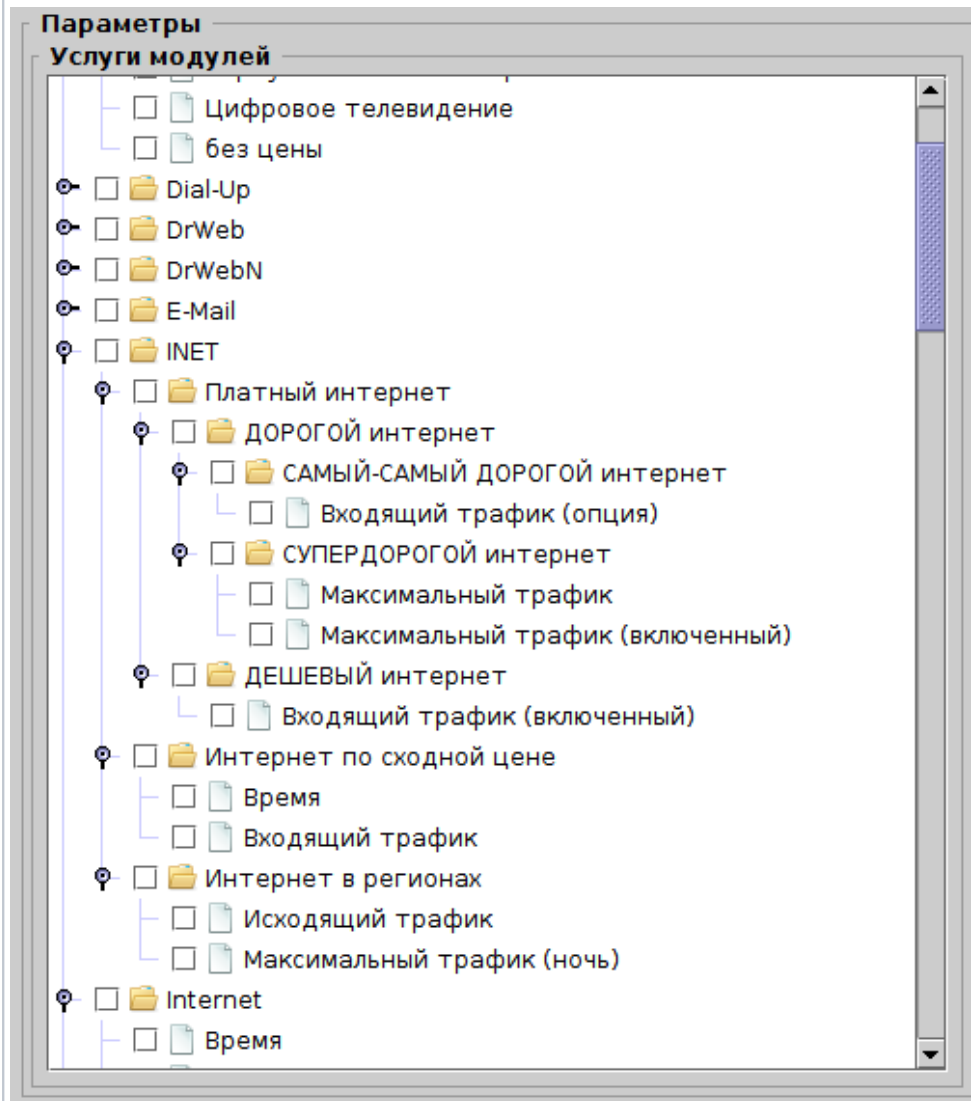 Параметры
Услуги модулей
Цифровое телевидение
без цены
Dial-Up
DrWeb
DrWebN
E-Mail
INET
Платный интернет
ДОРОГОЙ интернет
САМЫЙ-САМЫЙ ДОРОГОЙ интернет
Входящий трафик (опция)
СУПЕРДОРОГОЙ интернет
Максимальный трафик
Максимальный трафик (включенный)
ДЕШЕВЫЙ интернет
Входящий трафик (включенный)
Интернет по сходной цене
Время
Входящий трафик
Интернет в регионах
Исходящий трафик
Максимальный трафик (ночь)
Internet
Время